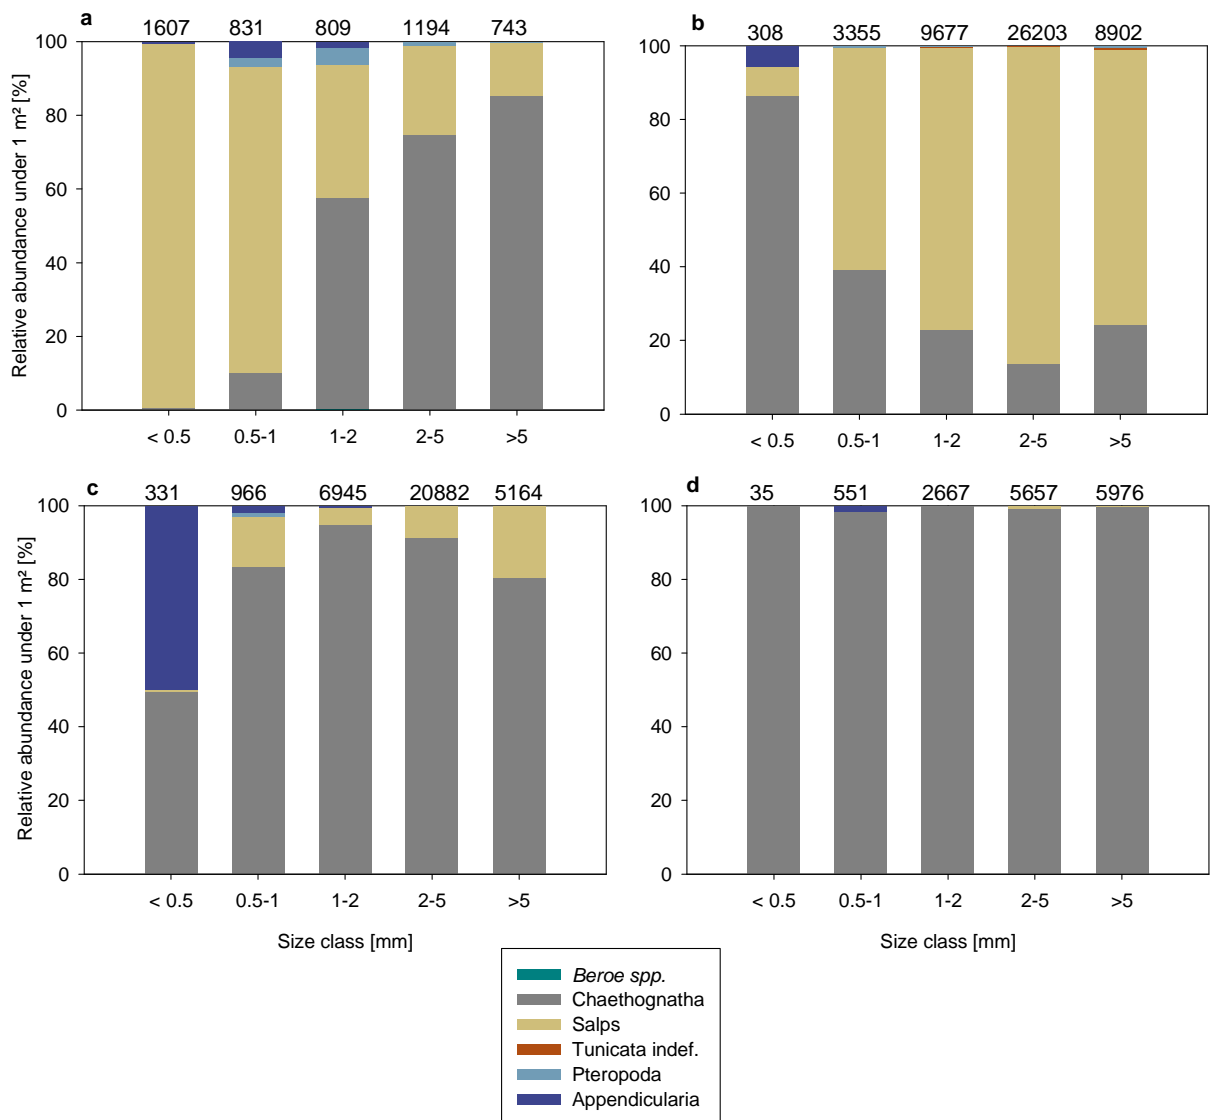 a 1607 831 809 1194 743
b 308 3355 9677 26203 8902
Relative abundance under 1 m² [%]
100
80
60
40
20
0
100
80
60
40
20
0
< 0.5 0.5-1 1-2 2-5 >5
< 0.5 0.5-1 1-2 2-5 >5
c 331 966 6945 20882 5164
d 35 551 2667 5657 5976
Relative abundance under 1 m² [%]
100
80
60
40
20
0
100
80
60
40
20
0
< 0.5 0.5-1 1-2 2-5 >5
< 0.5 0.5-1 1-2 2-5 >5
Size class [mm]
Size class [mm]
Beroe spp.
Chaethognatha
Salps
Tunicata indef.
Pteropoda
Appendicularia